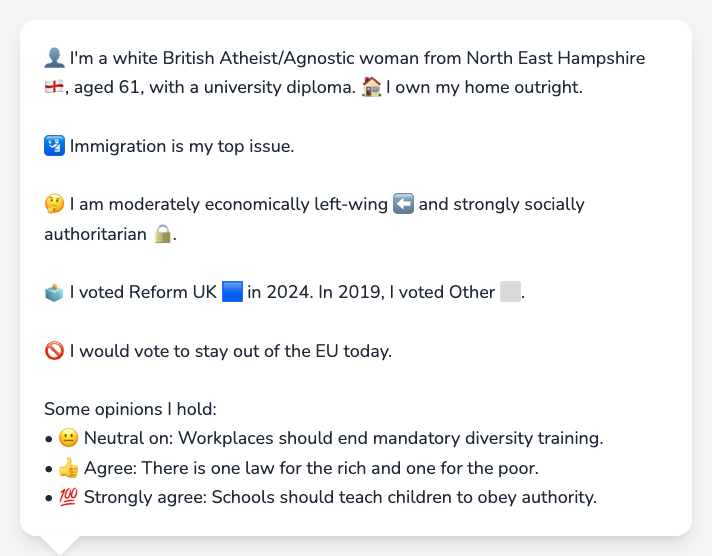 👤 I'm a white British Atheist/Agnostic woman from North East Hampshire
🏴󠁧󠁢󠁥󠁮󠁧󠁿, aged 61, with a university diploma. 🏠 I own my home outright.
🛂 Immigration is my top issue.
🤔 I am moderately economically left-wing ⬅️ and strongly socially
authoritarian 🔒.
🗳️ I voted Reform UK 🟦 in 2024. In 2019, I voted Other ⬜.
🚫 I would vote to stay out of the EU today.
Some opinions I hold:
• 😐 Neutral on: Workplaces should end mandatory diversity training.
• 👍 Agree: There is one law for the rich and one for the poor.
• 💯 Strongly agree: Schools should teach children to obey authority.